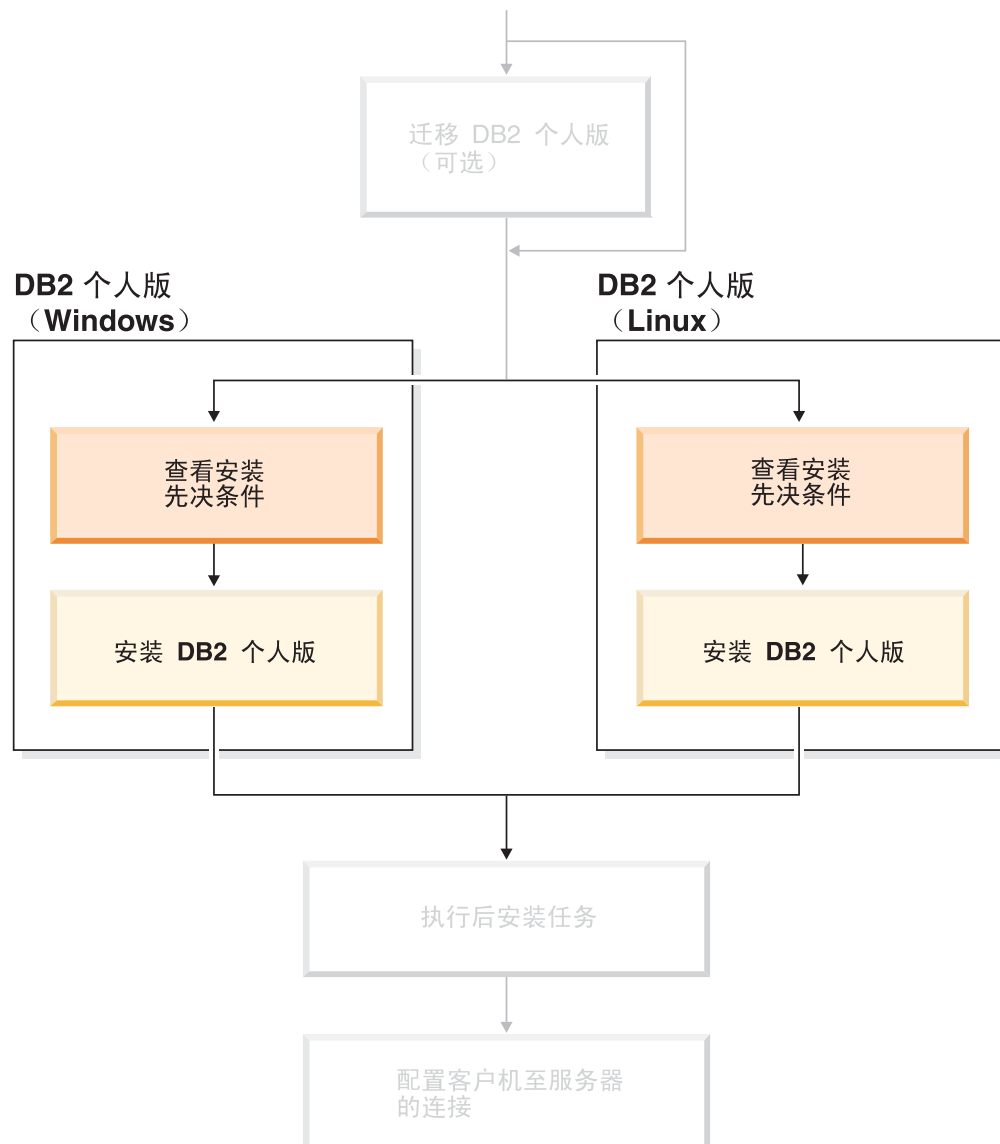 迁移 DB2 个人版
（可选）
DB2 个人版
（Windows）
DB2 个人版
（Linux）
查看安装
先决条件
查看安装
先决条件
安装 DB2 个人版
安装 DB2 个人版
执行后安装任务
配置客户机至服务器
的连接